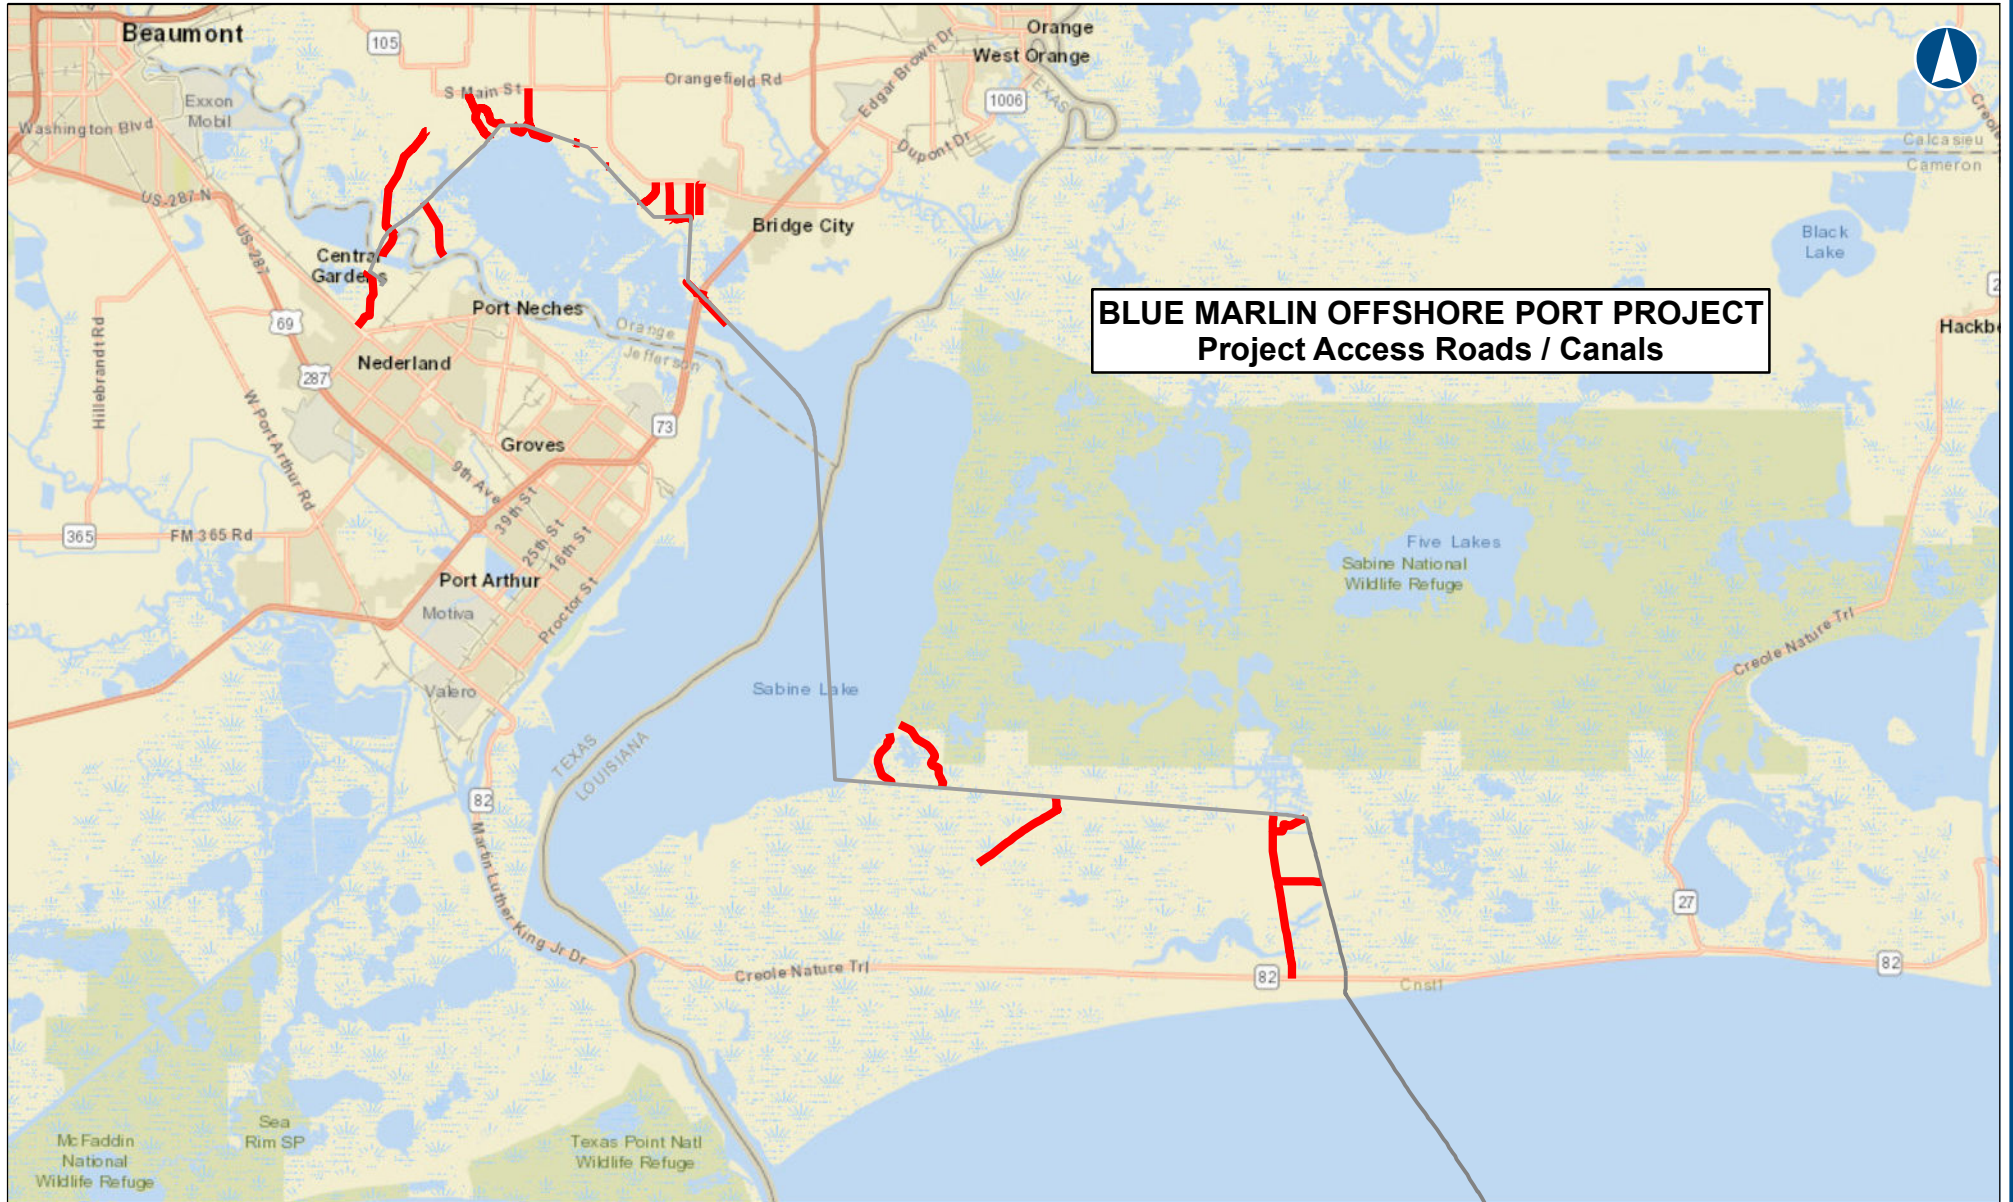 Beaumont
105
Orange
West Orange
Exxon
Mobil
S Main St
Orangefield Rd
Edgar Brown Dr
1006
TEXAS
Creole
Washington Blvd
Dupont Dr
Calcasieu
Cameron
US-287 N
US-287
Bridge City
Central
Gardens
Black
Lake
Port Neches
BLUE MARLIN OFFSHORE PORT PROJECT
Project Access Roads / Canals
69
Orange
Jefferson
Hackbe
2
Hillebrandt Rd
Nederland
287
W Port Arthur Rd
73
Groves
9th Ave
39th St
25th St
16th St
365
FM 365 Rd
Five Lakes
Sabine National
Wildlife Refuge
Port Arthur
Motiva
Proctor St
Creole Nature Trl
Valero
Sabine Lake
TEXAS
LOUISIANA
82
Martin Luther King Jr Dr
27
Creole Nature Trl
82
Cnst1
82
Sea
Rim SP
McFaddin
National
Wildlife Refuge
Texas Point Natl
Wildlife Refuge